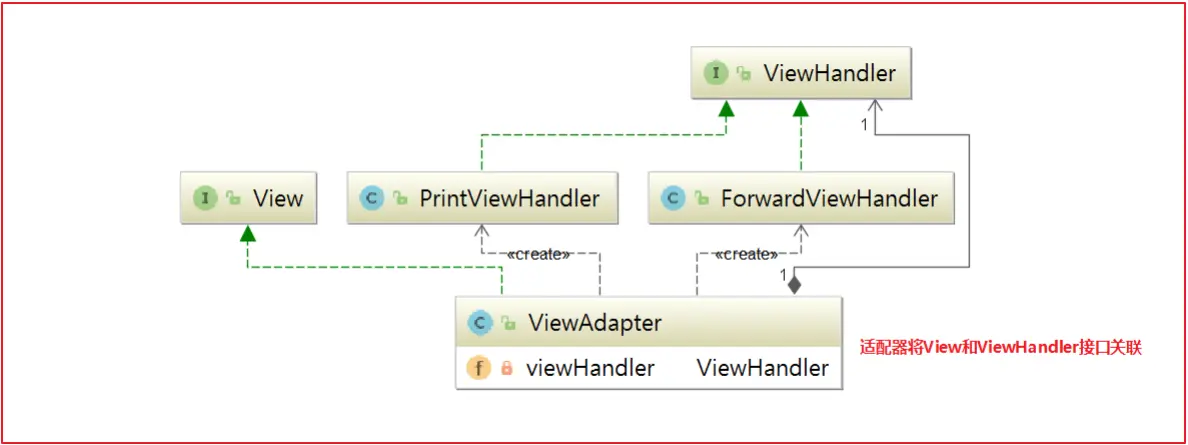 I ViewHandler
1
I View
C PrintViewHandler
C ForwardViewHandler
«create»
«create»
1
C ViewAdapter
f viewHandler ViewHandler
适配器将View和ViewHandler接口关联